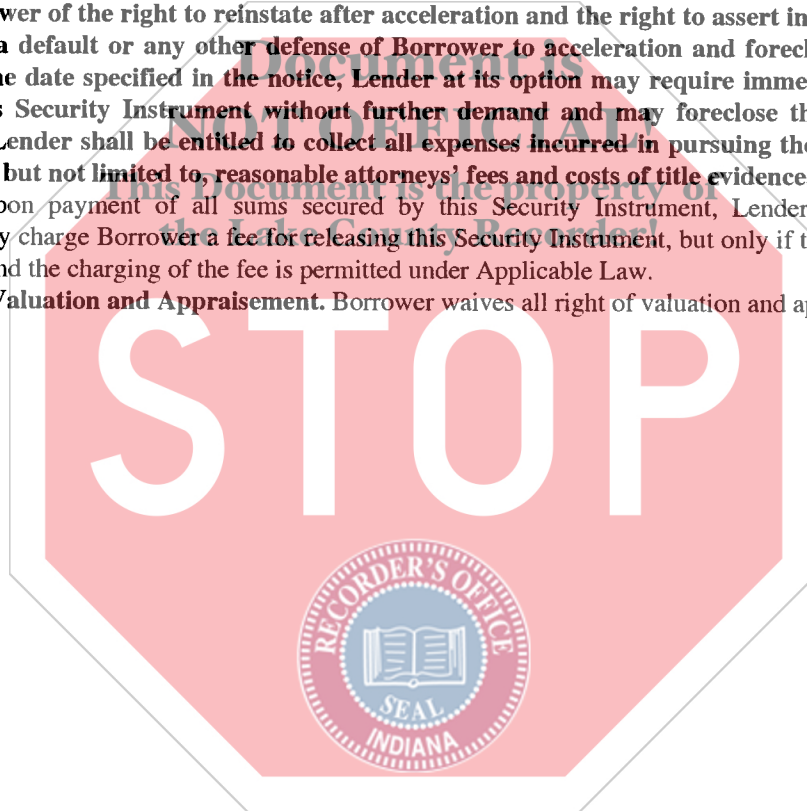 wer of the right to reinstate after acceleration and the right to assert in
a default or any other defense of Borrower to acceleration and forecl
e date specified in the notice, Lender at its option may require imme
s Security Instrument without further demand and may foreclose th
Lender shall be entitled to collect all expenses incurred in pursuing the
but not limited to, reasonable attorneys' fees and costs of title evidence
pon payment of all sums secured by this Security Instrument, Lender
y charge Borrower a fee for releasing this Security Instrument, but only if t
nd the charging of the fee is permitted under Applicable Law.
Valuation and Appraisement. Borrower waives all right of valuation and ap
Document is
NOT OFFICIAL!
This Document is the property of
the Lake County Recorder!
STOP
RECORDER'S OFFICE
SEAL
INDIANA